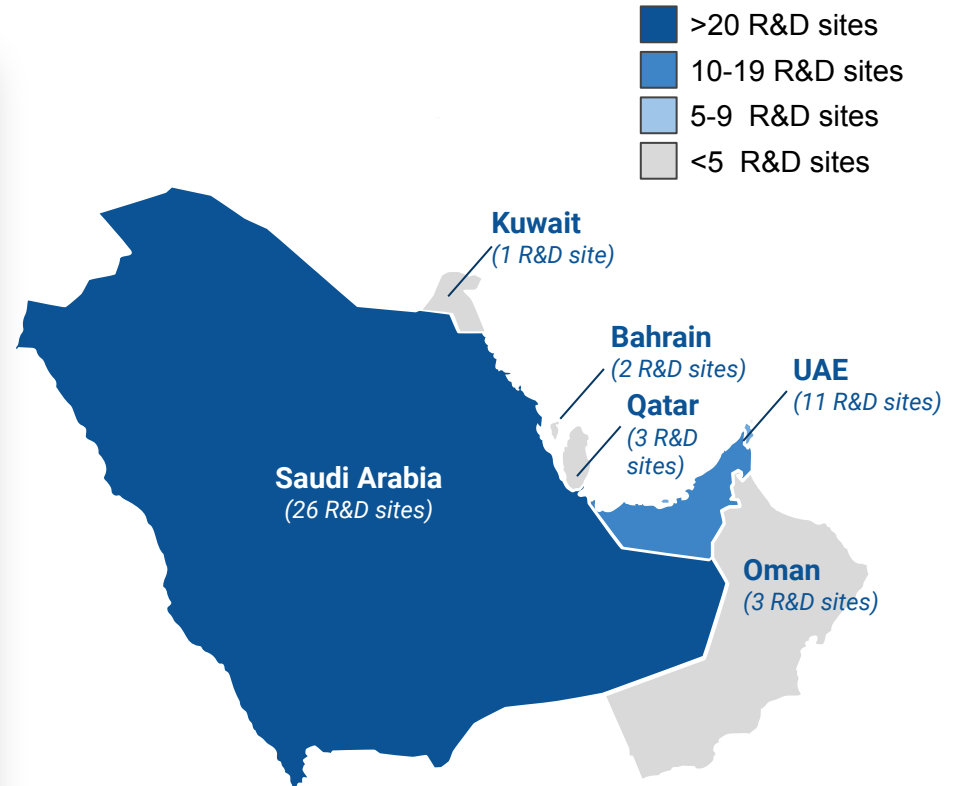 >20 R&D sites
10-19 R&D sites
5-9 R&D sites
<5 R&D sites
Kuwait
(1 R&D site)
Bahrain
(2 R&D sites)
UAE
(11 R&D sites)
Qatar
(3 R&D
sites)
Saudi Arabia
(26 R&D sites)
Oman
(3 R&D sites)